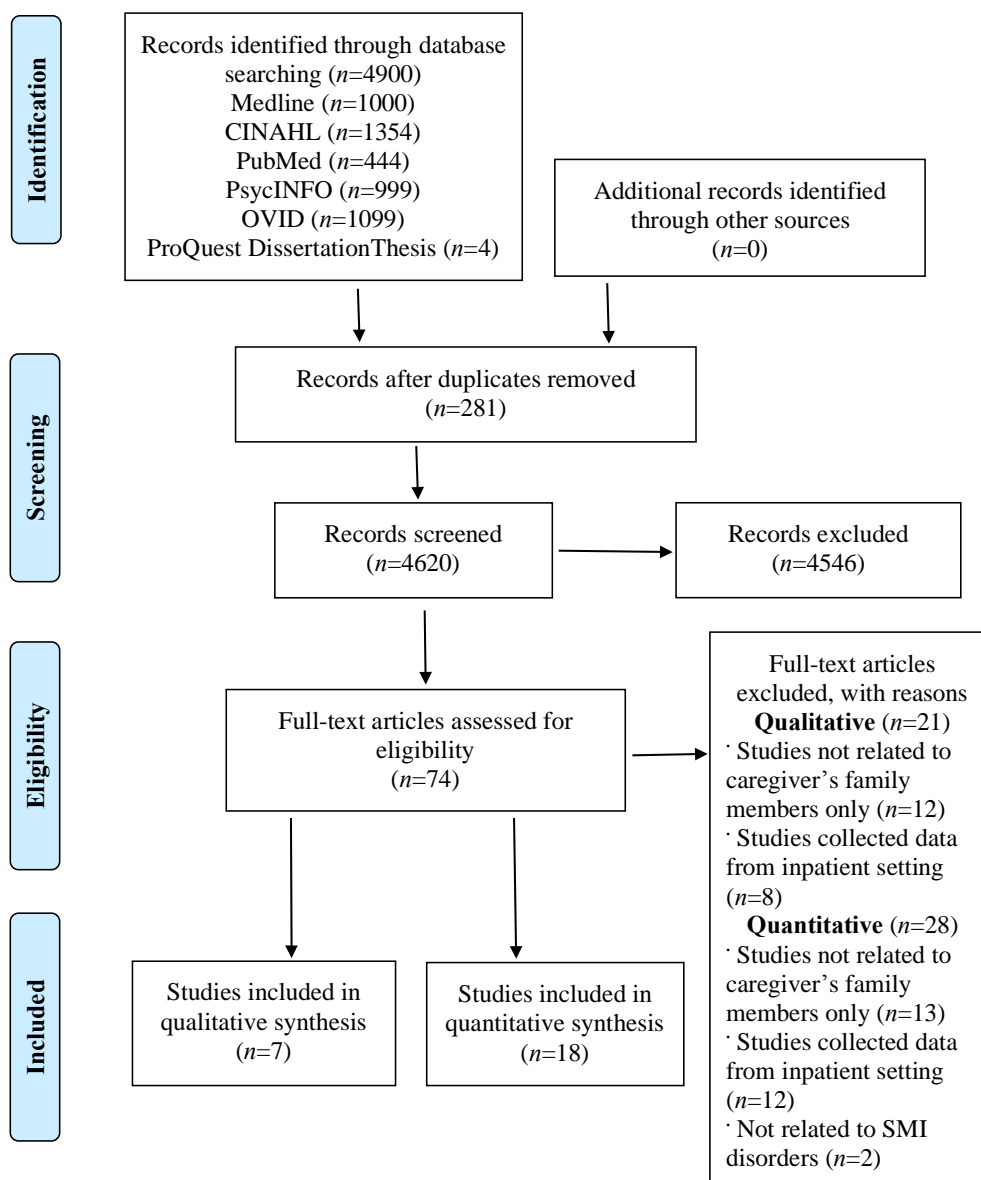 Identification
Records identified through database
searching (n=4900)
Medline (n=1000)
CINAHL (n=1354)
PubMed (n=444)
PsycINFO (n=999)
OVID (n=1099)
ProQuest DissertationThesis (n=4)
Additional records identified
through other sources
(n=0)
Screening
Records after duplicates removed
(n=281)
Records screened
(n=4620)
Records excluded
(n=4546)
Eligibility
Full-text articles assessed for
eligibility
(n=74)
Full-text articles
excluded, with reasons
Qualitative (n=21)
· Studies not related to
caregiver’s family
members only (n=12)
· Studies collected data
from inpatient setting
(n=8)
Quantitative (n=28)
· Studies not related to
caregiver’s family
members only (n=13)
· Studies collected data
from inpatient setting
(n=12)
· Not related to SMI
disorders (n=2)
Included
Studies included in
qualitative synthesis
(n=7)
Studies included in
quantitative synthesis
(n=18)